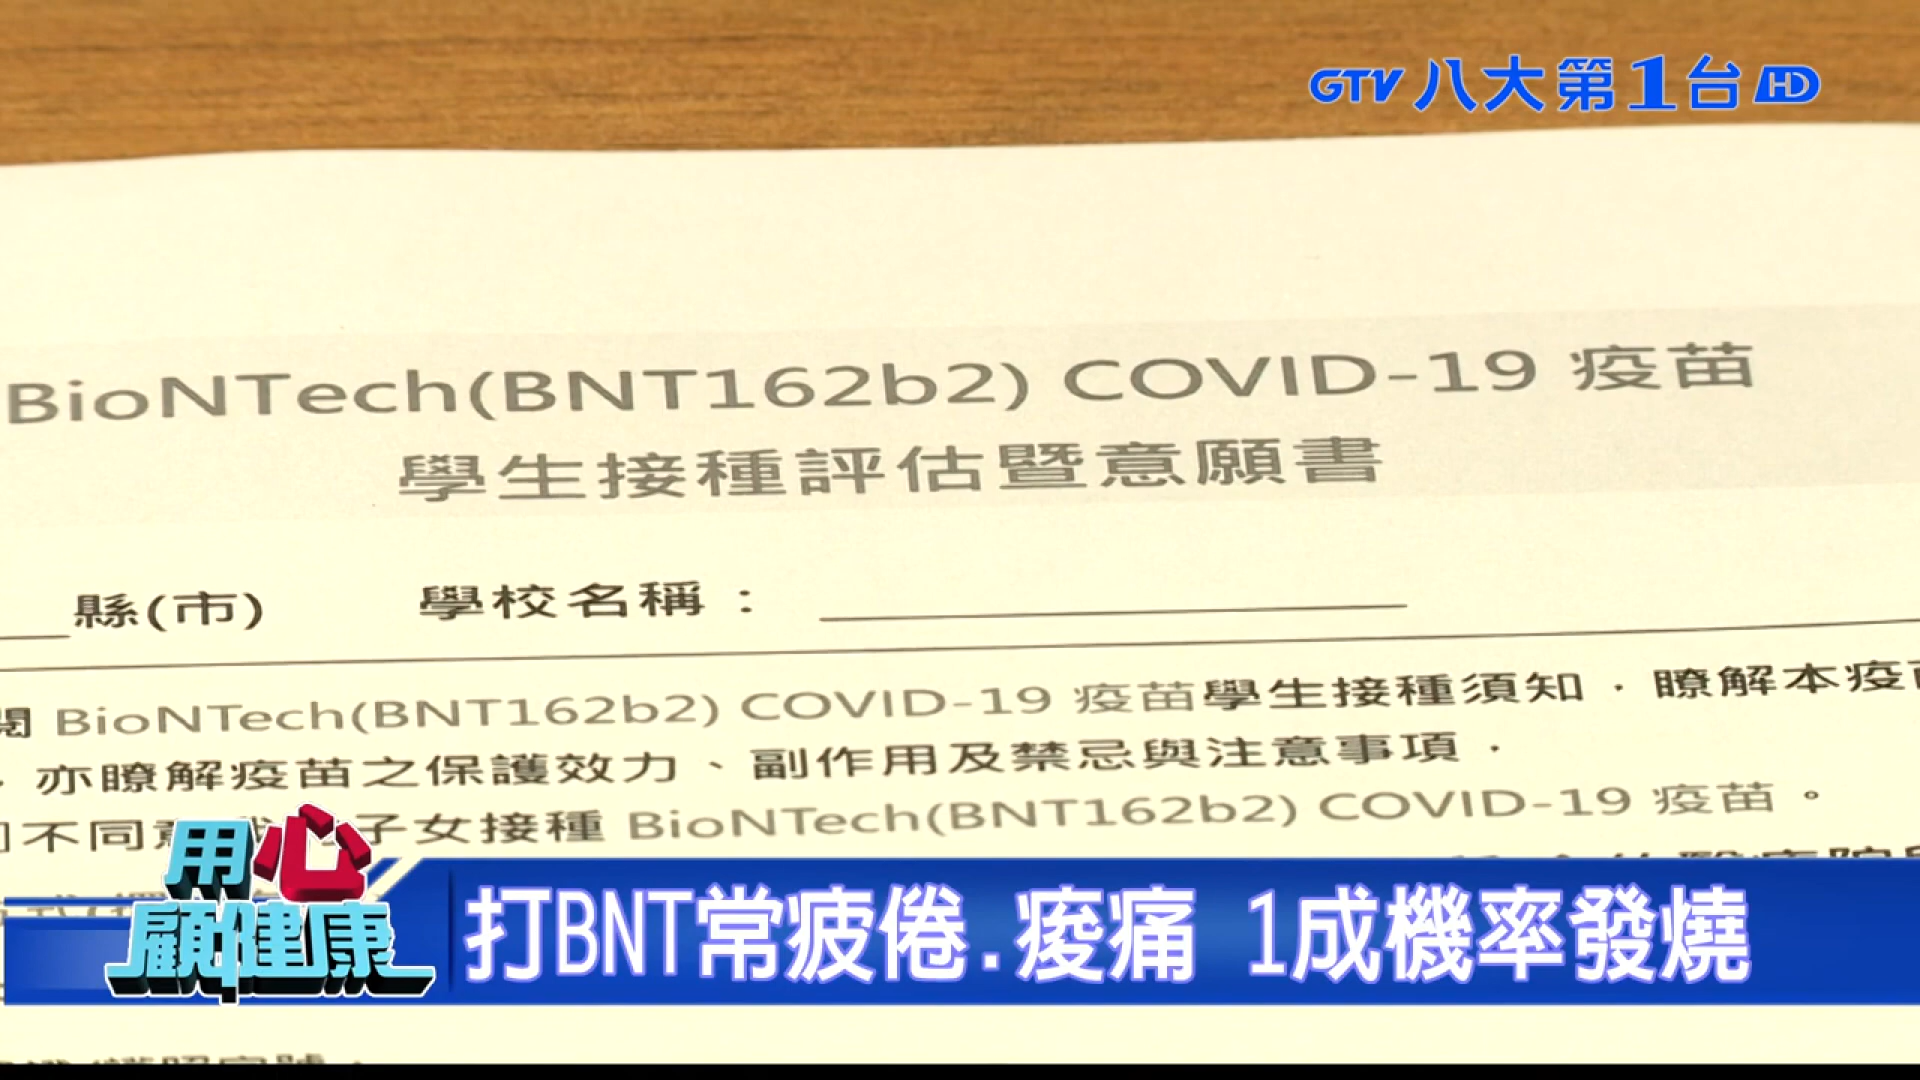 GTV 八大第1台 HD
BioNTech(BNT162b2) COVID-19 疫苗
學生接種評估暨意願書
縣(市) 學校名稱：
閱 BioNTech(BNT162b2) COVID-19 疫苗學生接種須知，瞭解本疫苗
，亦瞭解疫苗之保護效力、副作用及禁忌與注意事項，
不同意 子女接種 BioNTech(BNT162b2) COVID-19 疫苗。
用心
顧健康
打BNT常疲倦.痠痛 1成機率發燒